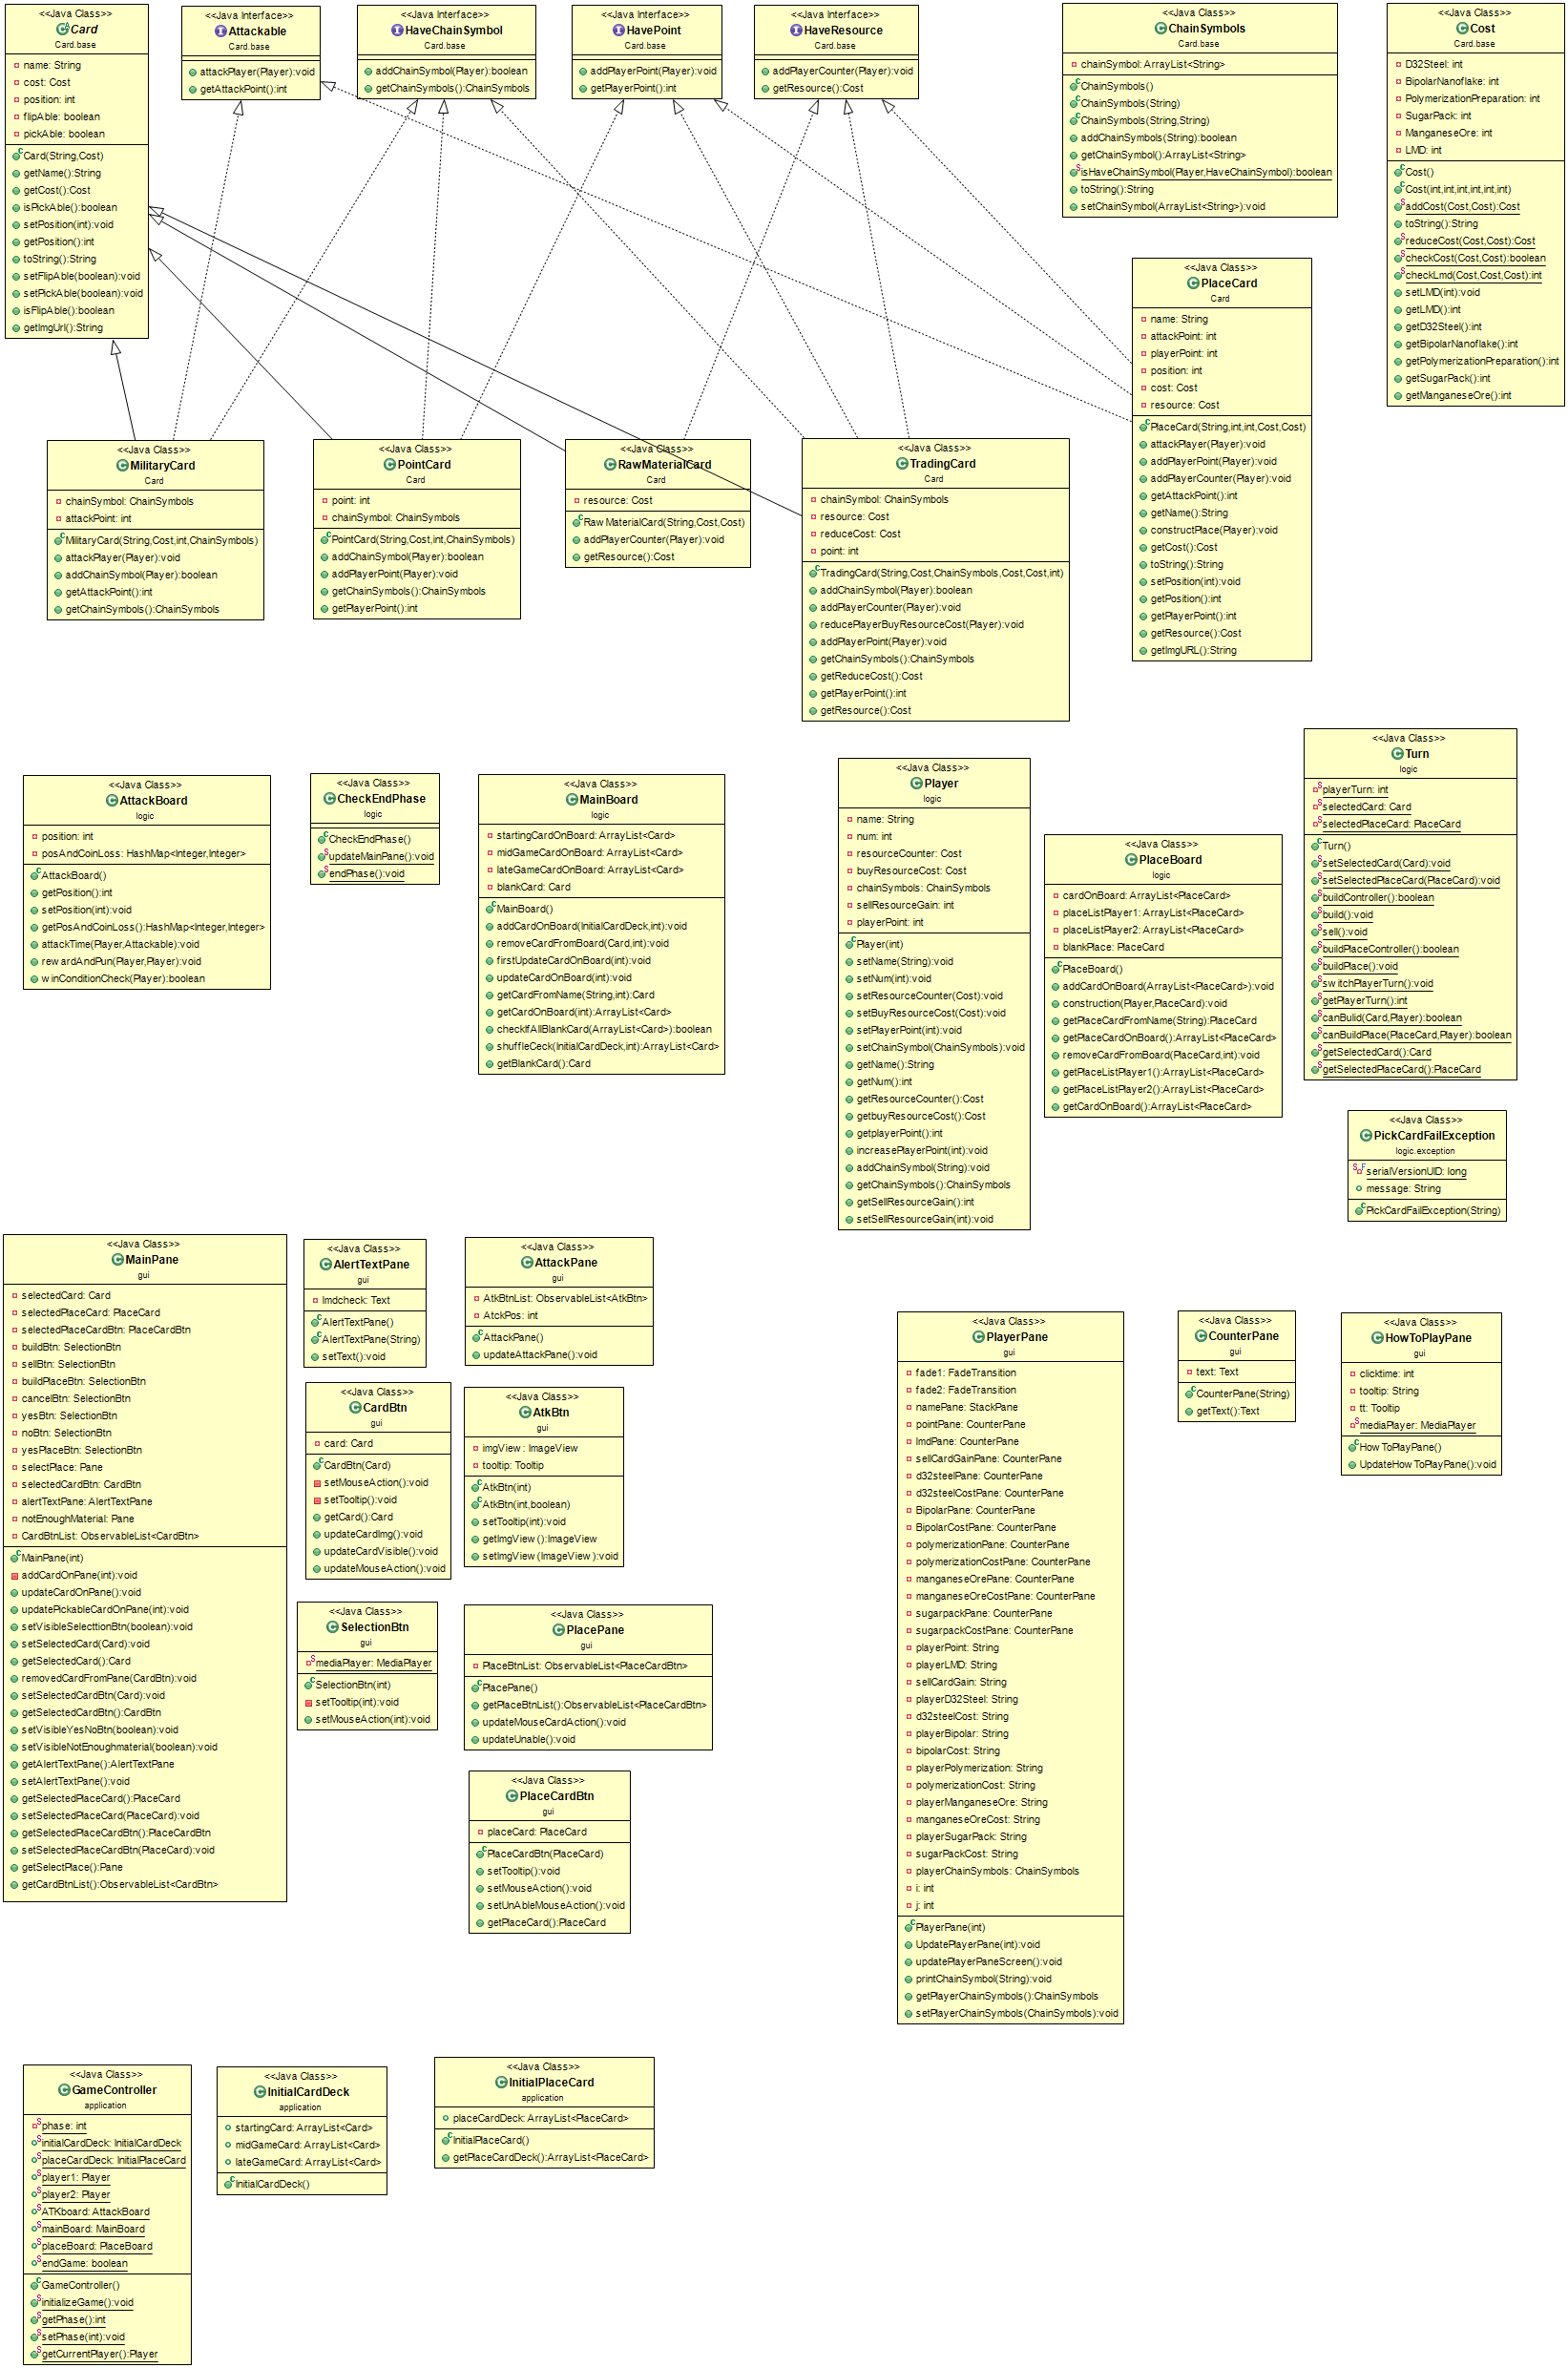 <<Java Class>>
Card
Card.base
name: String
cost: Cost
position: int
flipAble: boolean
pickAble: boolean
Card(String,Cost)
getName():String
getCost():Cost
isPickAble():boolean
setPosition(int):void
getPosition():int
toString():String
setFlipAble(boolean):void
setPickAble(boolean):void
isFlipAble():boolean
getImgUrl():String
<<Java Interface>>
Attackable
Card.base
attackPlayer(Player):void
getAttackPoint():int
<<Java Interface>>
HaveChainSymbol
Card.base
addChainSymbol(Player):boolean
getChainSymbols():ChainSymbols
<<Java Interface>>
HavePoint
Card.base
addPlayerPoint(Player):void
getPlayerPoint():int
<<Java Interface>>
HaveResource
Card.base
addPlayerCounter(Player):void
getResource():Cost
<<Java Class>>
ChainSymbols
Card.base
chainSymbol: ArrayList<String>
ChainSymbols()
ChainSymbols(String)
ChainSymbols(String,String)
addChainSymbols(String):boolean
getChainSymbol():ArrayList<String>
isHaveChainSymbol(Player,HaveChainSymbol):boolean
toString():String
setChainSymbol(ArrayList<String>):void
<<Java Class>>
Cost
Card.base
D32Steel: int
BipolarNanoflake: int
PolymerizationPreparation: int
SugarPack: int
ManganeseOre: int
LMD: int
Cost()
Cost(int,int,int,int,int,int)
addCost(Cost,Cost):Cost
toString():String
reduceCost(Cost,Cost):Cost
checkCost(Cost,Cost):boolean
checkLmd(Cost,Cost,Cost):int
setLMD(int):void
getLMD():int
getD32Steel():int
getBipolarNanoflake():int
getPolymerizationPreparation():int
getSugarPack():int
getManganeseOre():int
<<Java Class>>
PlaceCard
Card
name: String
attackPoint: int
playerPoint: int
position: int
cost: Cost
resource: Cost
PlaceCard(String,int,int,Cost,Cost)
attackPlayer(Player):void
addPlayerPoint(Player):void
addPlayerCounter(Player):void
getAttackPoint():int
getName():String
constructPlace(Player):void
getCost():Cost
toString():String
setPosition(int):void
getPosition():int
getPlayerPoint():int
getResource():Cost
getImgURL():String
<<Java Class>>
MilitaryCard
Card
chainSymbol: ChainSymbols
attackPoint: int
MilitaryCard(String,Cost,int,ChainSymbols)
attackPlayer(Player):void
addChainSymbol(Player):boolean
getAttackPoint():int
getChainSymbols():ChainSymbols
<<Java Class>>
PointCard
Card
point: int
chainSymbol: ChainSymbols
PointCard(String,Cost,int,ChainSymbols)
addChainSymbol(Player):boolean
addPlayerPoint(Player):void
getChainSymbols():ChainSymbols
getPlayerPoint():int
<<Java Class>>
RawMaterialCard
Card
resource: Cost
RawMaterialCard(String,Cost,Cost)
addPlayerCounter(Player):void
getResource():Cost
<<Java Class>>
TradingCard
Card
chainSymbol: ChainSymbols
resource: Cost
reduceCost: Cost
point: int
TradingCard(String,Cost,ChainSymbols,Cost,Cost,int)
addChainSymbol(Player):boolean
addPlayerCounter(Player):void
reducePlayerBuyResourceCost(Player):void
addPlayerPoint(Player):void
getChainSymbols():ChainSymbols
getReduceCost():Cost
getPlayerPoint():int
getResource():Cost
<<Java Class>>
AttackBoard
logic
position: int
posAndCoinLoss: HashMap<Integer,Integer>
AttackBoard()
getPosition():int
setPosition(int):void
getPosAndCoinLoss():HashMap<Integer,Integer>
attackTime(Player,Attackable):void
rewardAndPun(Player,Player):void
winConditionCheck(Player):boolean
<<Java Class>>
CheckEndPhase
logic
CheckEndPhase()
updateMainPane():void
endPhase():void
<<Java Class>>
MainBoard
logic
startingCardOnBoard: ArrayList<Card>
midGameCardOnBoard: ArrayList<Card>
lateGameCardOnBoard: ArrayList<Card>
blankCard: Card
MainBoard()
addCardOnBoard(InitialCardDeck,int):void
removeCardFromBoard(Card,int):void
firstUpdateCardOnBoard(int):void
updateCardOnBoard(int):void
getCardFromName(String,int):Card
getCardOnBoard(int):ArrayList<Card>
checkIfAllBlankCard(ArrayList<Card>):boolean
shuffleCeck(InitialCardDeck,int):ArrayList<Card>
getBlankCard():Card
<<Java Class>>
Player
logic
name: String
num: int
resourceCounter: Cost
buyResourceCost: Cost
chainSymbols: ChainSymbols
sellResourceGain: int
playerPoint: int
Player(int)
setName(String):void
setNum(int):void
setResourceCounter(Cost):void
setBuyResourceCost(Cost):void
setPlayerPoint(int):void
setChainSymbol(ChainSymbols):void
getName():String
getNum():int
getResourceCounter():Cost
getbuyResourceCost():Cost
getplayerPoint():int
increasePlayerPoint(int):void
addChainSymbol(String):void
getChainSymbols():ChainSymbols
getSellResourceGain():int
setSellResourceGain(int):void
<<Java Class>>
PlaceBoard
logic
cardOnBoard: ArrayList<PlaceCard>
placeListPlayer1: ArrayList<PlaceCard>
placeListPlayer2: ArrayList<PlaceCard>
blankPlace: PlaceCard
PlaceBoard()
addCardOnBoard(ArrayList<PlaceCard>):void
construction(Player,PlaceCard):void
getPlaceCardFromName(String):PlaceCard
getPlaceCardOnBoard():ArrayList<PlaceCard>
removeCardFromBoard(PlaceCard,int):void
getPlaceListPlayer1():ArrayList<PlaceCard>
getPlaceListPlayer2():ArrayList<PlaceCard>
getCardOnBoard():ArrayList<PlaceCard>
<<Java Class>>
Turn
logic
playerTurn: int
selectedCard: Card
selectedPlaceCard: PlaceCard
Turn()
setSelectedCard(Card):void
setSelectedPlaceCard(PlaceCard):void
buildController():boolean
build():void
sell():void
buildPlaceController():boolean
buildPlace():void
switchPlayerTurn():void
getPlayerTurn():int
canBulid(Card,Player):boolean
canBuildPlace(PlaceCard,Player):boolean
getSelectedCard():Card
getSelectedPlaceCard():PlaceCard
<<Java Class>>
PickCardFailException
logic.exception
serialVersionUID: long
message: String
PickCardFailException(String)
<<Java Class>>
MainPane
gui
selectedCard: Card
selectedPlaceCard: PlaceCard
selectedPlaceCardBtn: PlaceCardBtn
buildBtn: SelectionBtn
sellBtn: SelectionBtn
buildPlaceBtn: SelectionBtn
cancelBtn: SelectionBtn
yesBtn: SelectionBtn
noBtn: SelectionBtn
yesPlaceBtn: SelectionBtn
selectPlace: Pane
selectedCardBtn: CardBtn
alertTextPane: AlertTextPane
notEnoughMaterial: Pane
CardBtnList: ObservableList<CardBtn>
MainPane(int)
addCardOnPane(int):void
updateCardOnPane():void
updatePickableCardOnPane(int):void
setVisibleSelecttionBtn(boolean):void
setSelectedCard(Card):void
getSelectedCard():Card
removedCardFromPane(CardBtn):void
setSelectedCardBtn(Card):void
getSelectedCardBtn():CardBtn
setVisibleYesNoBtn(boolean):void
setVisibleNotEnoughmaterial(boolean):void
getAlertTextPane():AlertTextPane
setAlertTextPane():void
getSelectedPlaceCard():PlaceCard
setSelectedPlaceCard(PlaceCard):void
getSelectedPlaceCardBtn():PlaceCardBtn
setSelectedPlaceCardBtn(PlaceCard):void
getSelectPlace():Pane
getCardBtnList():ObservableList<CardBtn>
<<Java Class>>
AlertTextPane
gui
lmdcheck: Text
AlertTextPane()
AlertTextPane(String)
setText():void
<<Java Class>>
AttackPane
gui
AtkBtnList: ObservableList<AtkBtn>
AtckPos: int
AttackPane()
updateAttackPane():void
<<Java Class>>
CardBtn
gui
card: Card
CardBtn(Card)
setMouseAction():void
setTooltip():void
getCard():Card
updateCardImg():void
updateCardVisible():void
updateMouseAction():void
<<Java Class>>
AtkBtn
gui
imgView: ImageView
tooltip: Tooltip
AtkBtn(int)
AtkBtn(int,boolean)
setTooltip(int):void
getImgView():ImageView
setImgView(ImageView):void
<<Java Class>>
SelectionBtn
gui
mediaPlayer: MediaPlayer
SelectionBtn(int)
setTooltip(int):void
setMouseAction(int):void
<<Java Class>>
PlacePane
gui
PlaceBtnList: ObservableList<PlaceCardBtn>
PlacePane()
getPlaceBtnList():ObservableList<PlaceCardBtn>
updateMouseCardAction():void
updateUnable():void
<<Java Class>>
PlaceCardBtn
gui
placeCard: PlaceCard
PlaceCardBtn(PlaceCard)
setTooltip():void
setMouseAction():void
setUnAbleMouseAction():void
getPlaceCard():PlaceCard
<<Java Class>>
PlayerPane
gui
fade1: FadeTransition
fade2: FadeTransition
namePane: StackPane
pointPane: CounterPane
lmdPane: CounterPane
sellCardGainPane: CounterPane
d32steelPane: CounterPane
d32steelCostPane: CounterPane
BipolarPane: CounterPane
BipolarCostPane: CounterPane
polymerizationPane: CounterPane
polymerizationCostPane: CounterPane
manganeseOrePane: CounterPane
manganeseOreCostPane: CounterPane
sugarpackPane: CounterPane
sugarpackCostPane: CounterPane
playerPoint: String
playerLMD: String
sellCardGain: String
playerD32Steel: String
d32steelCost: String
playerBipolar: String
bipolarCost: String
playerPolymerization: String
polymerizationCost: String
playerManganeseOre: String
manganeseOreCost: String
playerSugarPack: String
sugarPackCost: String
playerChainSymbols: ChainSymbols
i: int
j: int
PlayerPane(int)
UpdatePlayerPane(int):void
updatePlayerPaneScreen():void
printChainSymbol(String):void
getPlayerChainSymbols():ChainSymbols
setPlayerChainSymbols(ChainSymbols):void
<<Java Class>>
CounterPane
gui
text: Text
CounterPane(String)
getText():Text
<<Java Class>>
HowToPlayPane
gui
clicktime: int
tooltip: String
tt: Tooltip
mediaPlayer: MediaPlayer
HowToPlayPane()
UpdateHowToPlayPane():void
<<Java Class>>
GameController
application
phase: int
initialCardDeck: InitialCardDeck
placeCardDeck: InitialPlaceCard
player1: Player
player2: Player
ATKboard: AttackBoard
mainBoard: MainBoard
placeBoard: PlaceBoard
endGame: boolean
GameController()
initializeGame():void
getPhase():int
setPhase(int):void
getCurrentPlayer():Player
<<Java Class>>
InitialCardDeck
application
startingCard: ArrayList<Card>
midGameCard: ArrayList<Card>
lateGameCard: ArrayList<Card>
InitialCardDeck()
<<Java Class>>
InitialPlaceCard
application
placeCardDeck: ArrayList<PlaceCard>
InitialPlaceCard()
getPlaceCardDeck():ArrayList<PlaceCard>